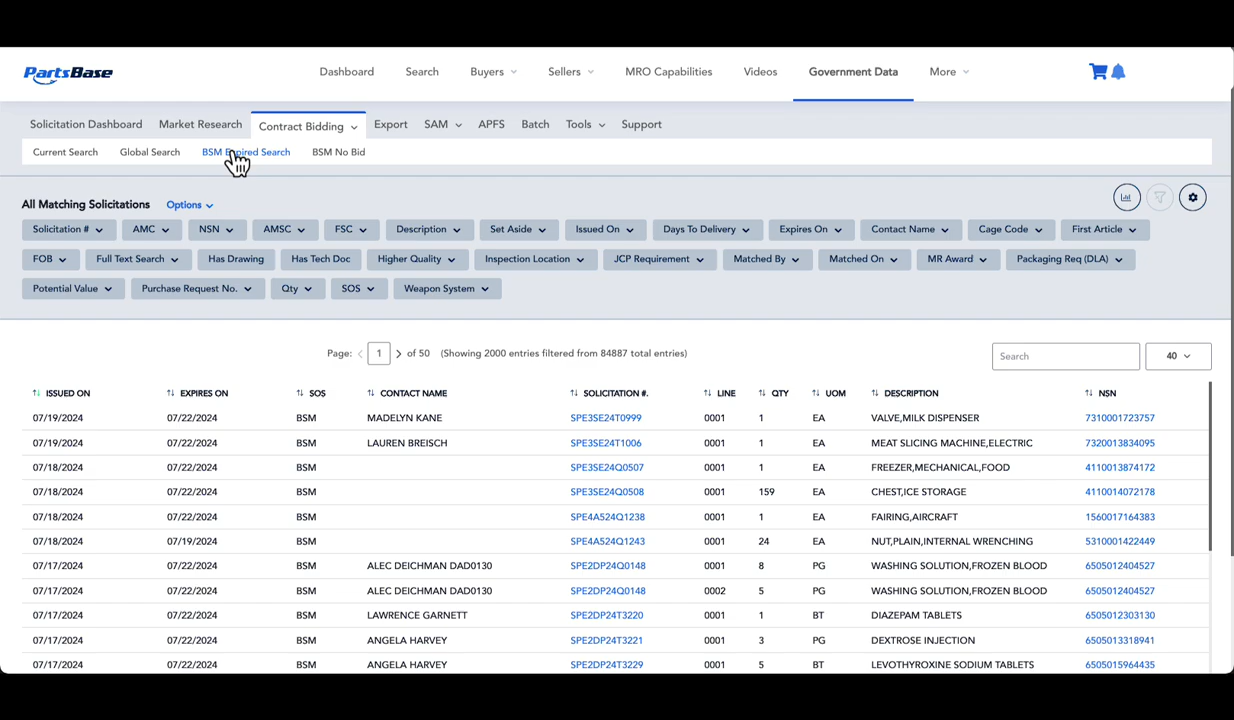 PartsBase Dashboard Search Buyers Sellers MRO Capabilities Videos Government Data More
Solicitation Dashboard Market Research Contract Bidding Export SAM APFS Batch Tools Support
Current Search Global Search BSM Expired Search BSM No Bid
All Matching Solicitations Options
Solicitation # AMC NSN AMSC FSC Description Set Aside Issued On Days To Delivery Expires On Contact Name Cage Code First Article
FOB Full Text Search Has Drawing Has Tech Doc Higher Quality Inspection Location JCP Requirement Matched By Matched On MR Award Packaging Req (DLA)
Potential Value Purchase Request No. Qty SOS Weapon System
Page: 1 of 50 (Showing 2000 entries filtered from 84887 total entries) Search 40
ISSUED ON EXPIRES ON SOS CONTACT NAME SOLICITATION #. LINE QTY UOM DESCRIPTION NSN
07/19/2024 07/22/2024 BSM MADELYN KANE SPE3SE24T0999 0001 1 EA VALVE,MILK DISPENSER 7310001723757
07/19/2024 07/22/2024 BSM LAUREN BREISCH SPE3SE24T1006 0001 1 EA MEAT SLICING MACHINE,ELECTRIC 7320013834095
07/18/2024 07/22/2024 BSM SPE3SE24Q0507 0001 1 EA FREEZER,MECHANICAL,FOOD 4110013874172
07/18/2024 07/22/2024 BSM SPE3SE24Q0508 0001 159 EA CHEST,ICE STORAGE 4110014072178
07/18/2024 07/22/2024 BSM SPE4A524Q1238 0001 1 EA FAIRING,AIRCRAFT 1560017164383
07/18/2024 07/19/2024 BSM SPE4A524Q1243 0001 24 EA NUT,PLAIN,INTERNAL WRENCHING 5310001422449
07/17/2024 07/22/2024 BSM ALEC DEICHMAN DAD0130 SPE2DP24Q0148 0001 8 PG WASHING SOLUTION,FROZEN BLOOD 6505012404527
07/17/2024 07/22/2024 BSM ALEC DEICHMAN DAD0130 SPE2DP24Q0148 0002 5 PG WASHING SOLUTION,FROZEN BLOOD 6505012404527
07/17/2024 07/22/2024 BSM LAWRENCE GARNETT SPE2DP24T3220 0001 1 BT DIAZEPAM TABLETS 6505012303130
07/17/2024 07/22/2024 BSM ANGELA HARVEY SPE2DP24T3221 0001 3 PG DEXTROSE INJECTION 6505013318941
07/17/2024 07/22/2024 BSM ANGELA HARVEY SPE2DP24T3229 0001 5 BT LEVOTHYROXINE SODIUM TABLETS 6505015964435